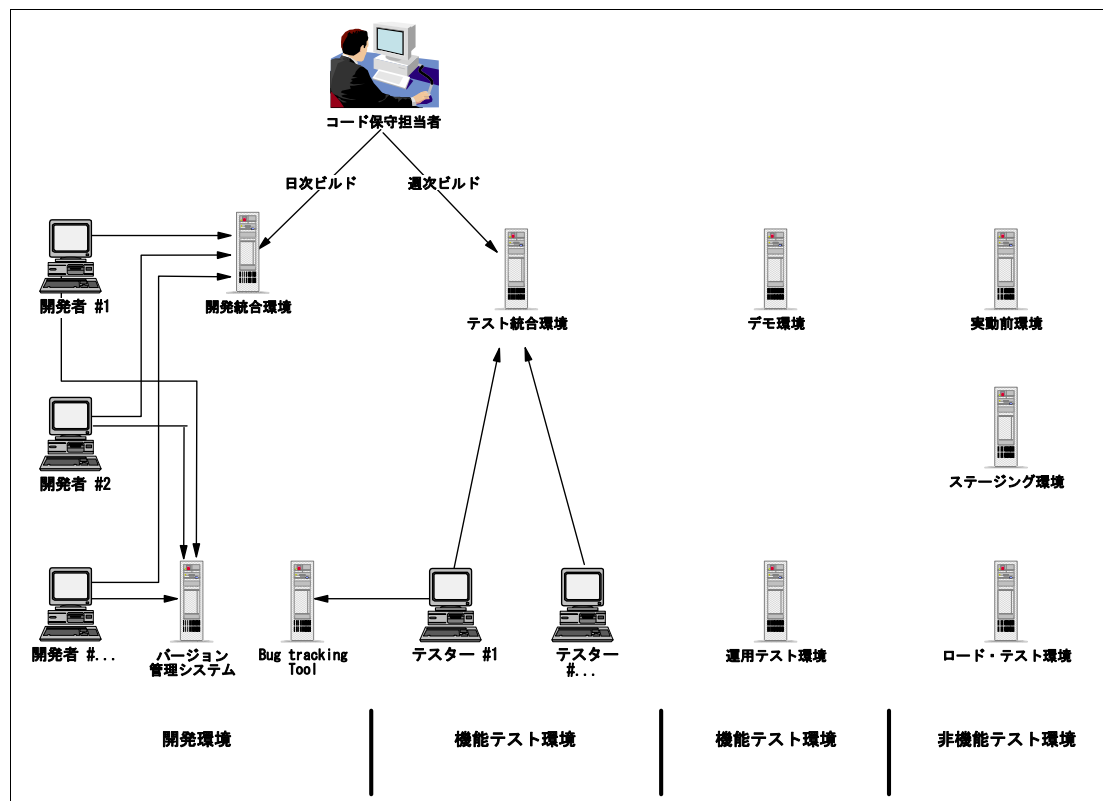 コード保守担当者
日次ビルド
週次ビルド
開発者 #1
開発統合環境
テスト統合環境
デモ環境
実動前環境
開発者 #2
ステージング環境
開発者 #...
バージョン
管理システム
Bug tracking
Tool
テスター #1
テスター
#...
運用テスト環境
ロード・テスト環境
開発環境
機能テスト環境
機能テスト環境
非機能テスト環境